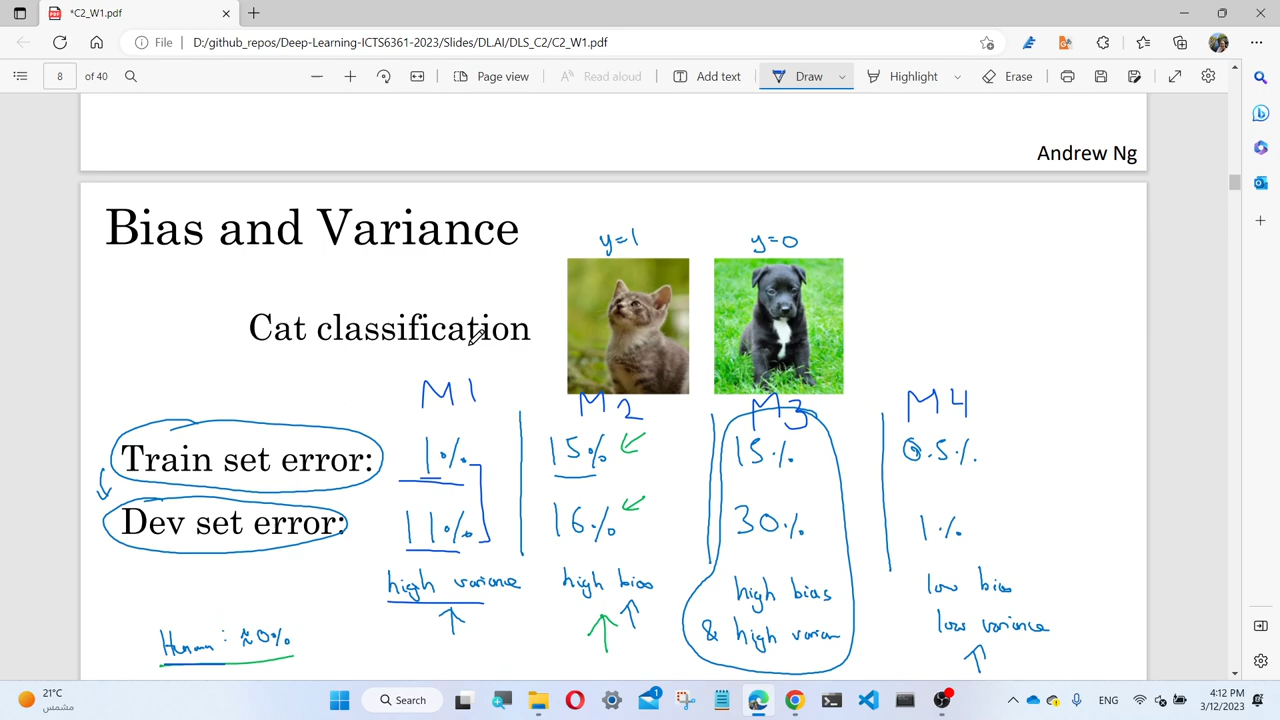 *C2_W1.pdf
File D:/github_repos/Deep-Learning-ICTS6361-2023/Slides/DL.AI/DLS_C2/C2_W1.pdf
8 of 40 Page view Read aloud Add text Draw Highlight Erase
Andrew Ng
Bias and Variance
y=1 y=0
Cat classification
M1 M2 M3 M4
Train set error: 1% 15% 15% 0.5%
Dev set error: 11% 16% 30% 1%
high variance high bias high bias low bias
& high varian low variance
Human: ≈0%
21°C
مشمس
Search
1
ENG
4:12 PM
3/12/2023